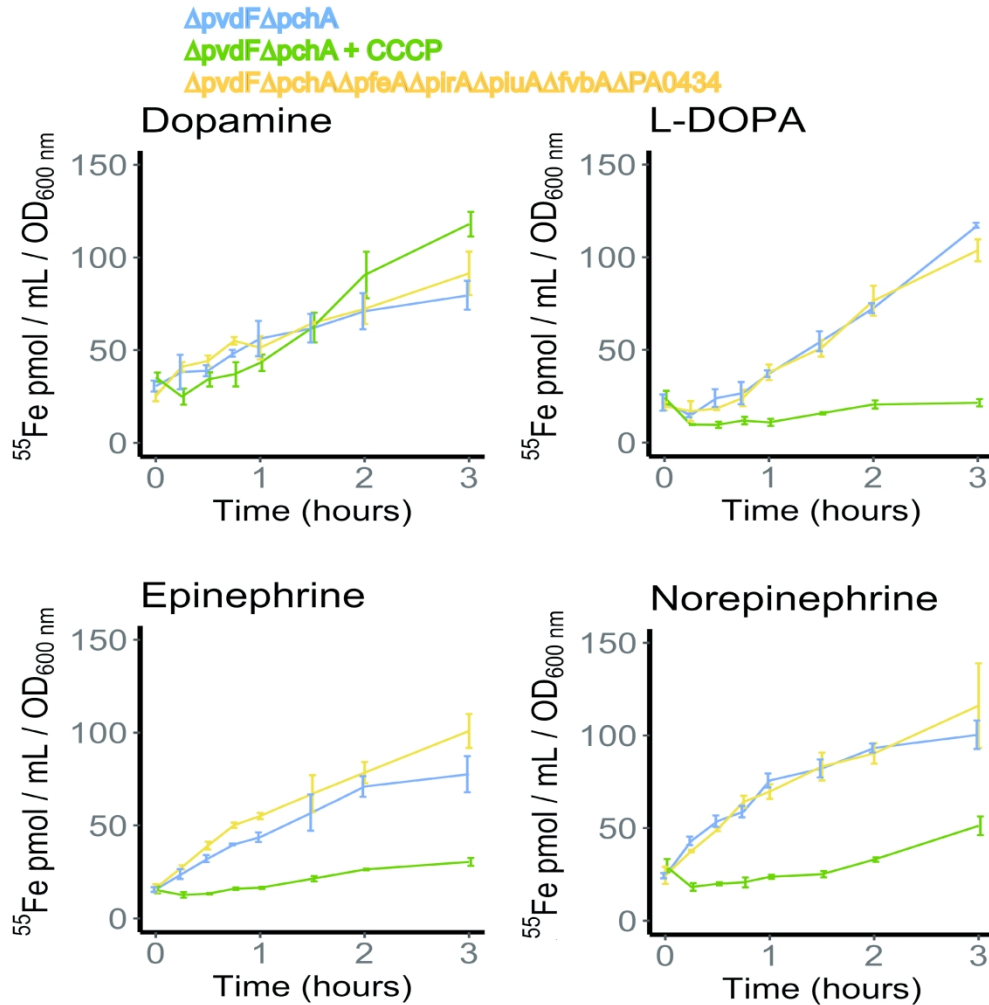 ΔpvdFΔpchA
ΔpvdFΔpchA + CCCP
ΔpvdFΔpchAΔpfeAΔpirAΔpiuAΔfvbAΔPA0434
Dopamine
55Fe pmol / mL / OD600 nm
150
100
50
0
0 1 2 3
Time (hours)
L-DOPA
55Fe pmol / mL / OD600 nm
150
100
50
0
0 1 2 3
Time (hours)
Epinephrine
55Fe pmol / mL / OD600 nm
150
100
50
0
0 1 2 3
Time (hours)
Norepinephrine
55Fe pmol / mL / OD600 nm
150
100
50
0
0 1 2 3
Time (hours)